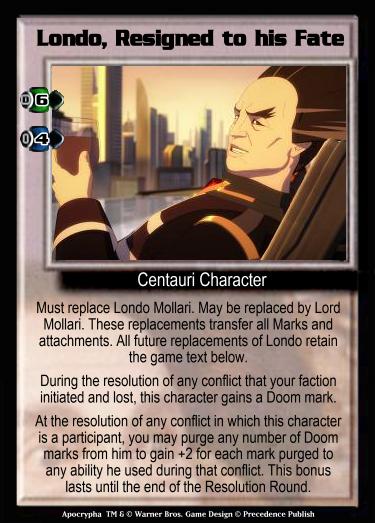 Londo, Resigned to his Fate
D 6
D 4
Centauri Character
Must replace Londo Mollari. May be replaced by Lord
Mollari. These replacements transfer all Marks and
attachments. All future replacements of Londo retain
the game text below.
During the resolution of any conflict that your faction
initiated and lost, this character gains a Doom mark.
At the resolution of any conflict in which this character
is a participant, you may purge any number of Doom
marks from him to gain +2 for each mark purged to
any ability he used during that conflict. This bonus
lasts until the end of the Resolution Round.
Apocrypha TM & © Warner Bros. Game Design © Precedence Publish